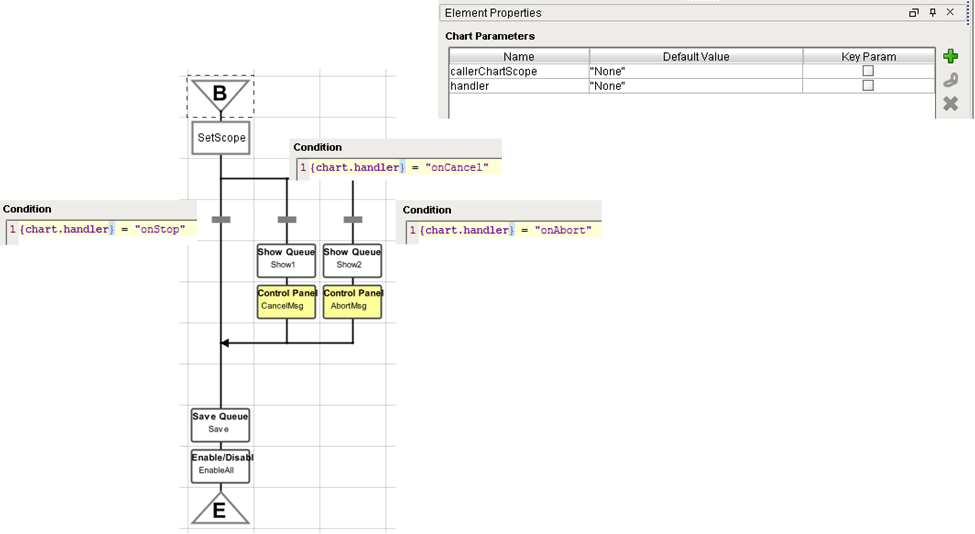 Element Properties
Chart Parameters
Name Default Value Key Param
callerChartScope "None"
handler "None"
B
SetScope
Condition
1 {chart.handler} = "onCancel"
Condition
1 {chart.handler} = "onStop"
Condition
1 {chart.handler} = "onAbort"
Show Queue
Show1
Show Queue
Show2
Control Panel
CancelMsg
Control Panel
AbortMsg
Save Queue
Save
Enable/Disabl
EnableAll
E